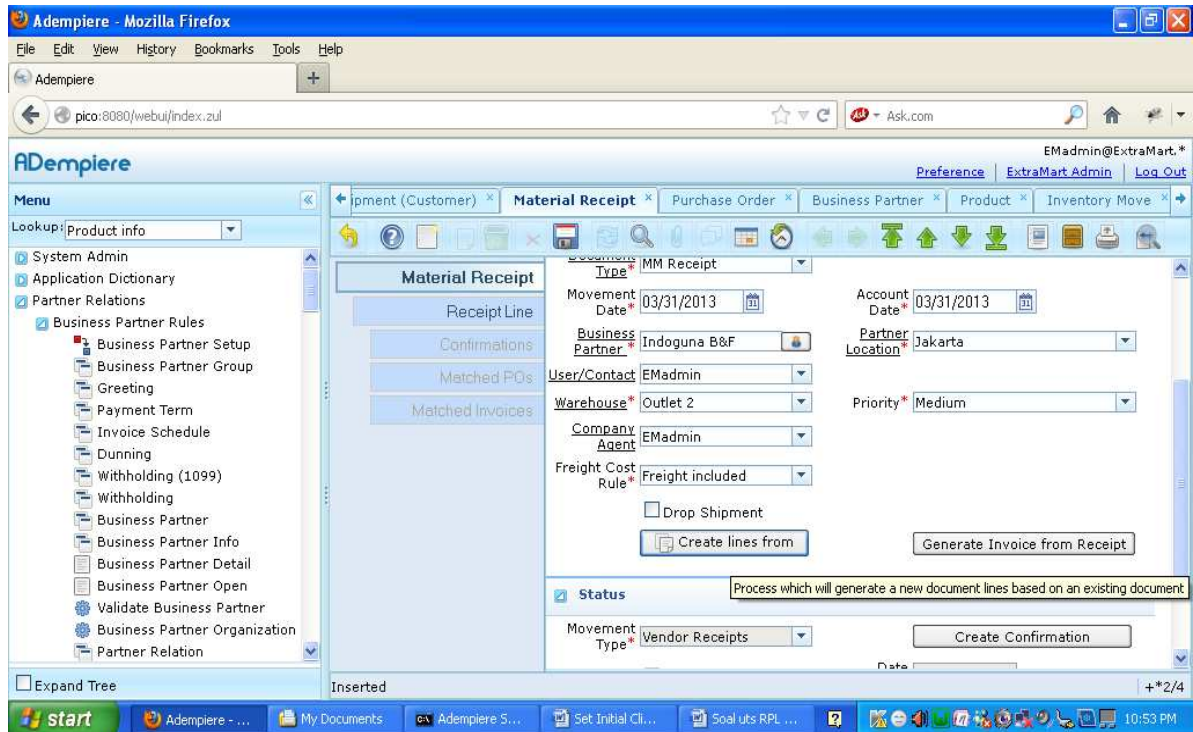 Adempiere - Mozilla Firefox
File Edit View History Bookmarks Tools Help
Adempiere
pico:8080/webui/index.zul
Ask.com
ADempiere
EMadmin@ExtraMart.*
Preference ExtraMart Admin Log Out
Menu
ipment (Customer) Material Receipt Purchase Order Business Partner Product Inventory Move
Lookup: Product info
System Admin
Application Dictionary
Partner Relations
Business Partner Rules
Business Partner Setup
Business Partner Group
Greeting
Payment Term
Invoice Schedule
Dunning
Withholding (1099)
Withholding
Business Partner
Business Partner Info
Business Partner Detail
Business Partner Open
Validate Business Partner
Business Partner Organization
Partner Relation
Expand Tree
Material Receipt
Receipt Line
Confirmations
Matched POs
Matched Invoices
Document Type* MM Receipt
Movement Date* 03/31/2013 Account Date* 03/31/2013
Business Partner* Indoguna B&F Partner Location* Jakarta
User/Contact EMadmin
Warehouse* Outlet 2 Priority* Medium
Company Agent EMadmin
Freight Cost Rule* Freight included
Drop Shipment
Create lines from Generate Invoice from Receipt
Process which will generate a new document lines based on an existing document
Status
Movement Type* Vendor Receipts Create Confirmation
Date
Inserted +*2/4
start Adempiere - ... My Documents Adempiere S... Set Initial Cli... Soal uts RPL ... 10:53 PM